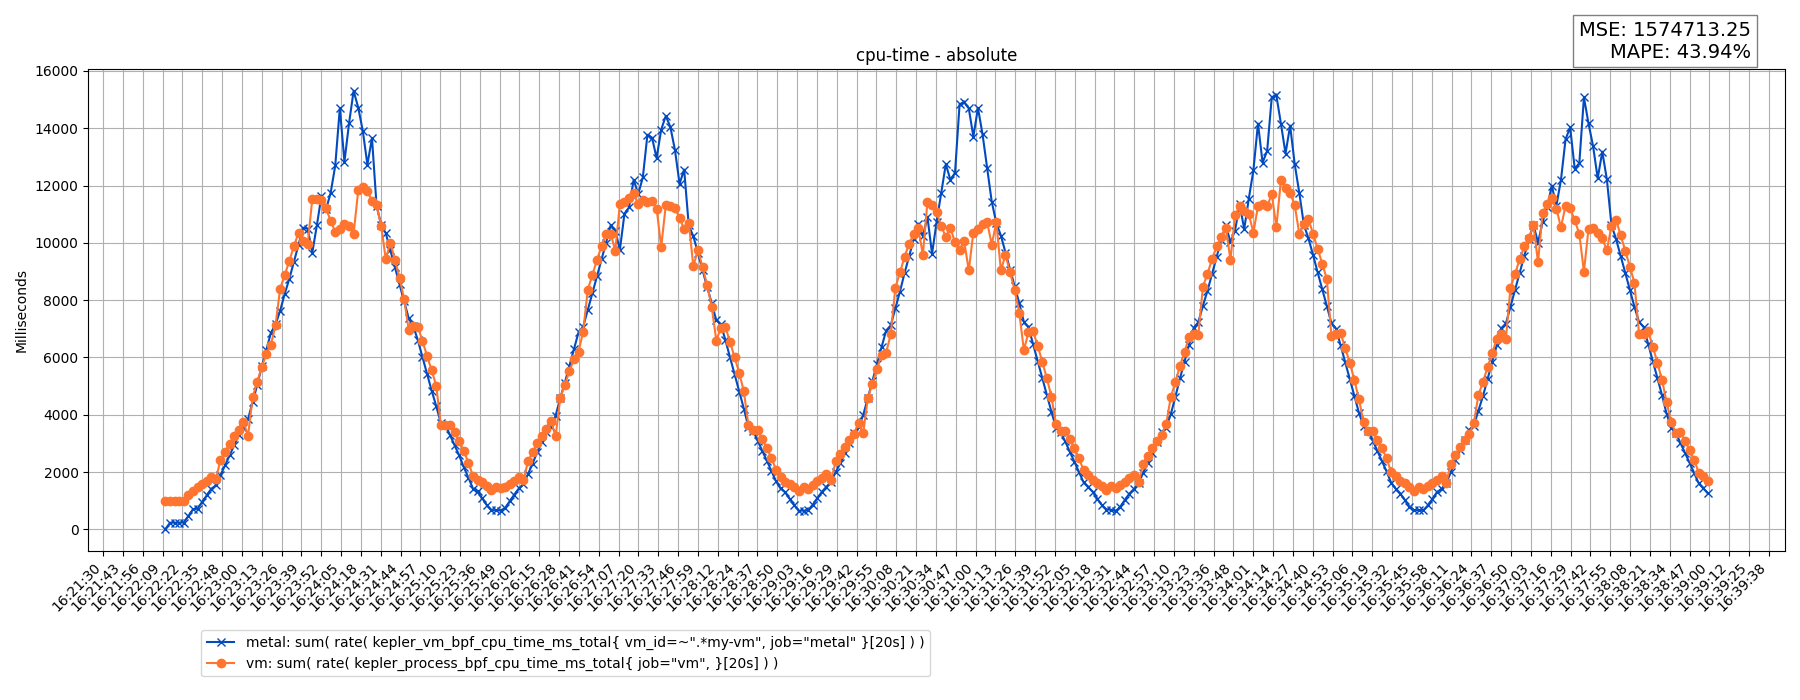 MSE: 1574713.25
MAPE: 43.94%
cpu-time - absolute
Milliseconds
16000
14000
12000
10000
8000
6000
4000
2000
0
16:21:30 16:21:43 16:21:56 16:22:09 16:22:22 16:22:35 16:22:48 16:23:00 16:23:13 16:23:26 16:23:39 16:23:52 16:24:05 16:24:18 16:24:31 16:24:44 16:24:57 16:25:10 16:25:23 16:25:36 16:25:49 16:26:02 16:26:15 16:26:28 16:26:41 16:26:54 16:27:07 16:27:20 16:27:33 16:27:46 16:27:59 16:28:12 16:28:24 16:28:37 16:28:50 16:29:03 16:29:16 16:29:29 16:29:42 16:29:55 16:30:08 16:30:21 16:30:34 16:30:47 16:31:00 16:31:13 16:31:26 16:31:39 16:31:52 16:32:05 16:32:18 16:32:31 16:32:44 16:32:57 16:33:10 16:33:23 16:33:36 16:33:48 16:34:01 16:34:14 16:34:27 16:34:40 16:34:53 16:35:06 16:35:19 16:35:32 16:35:45 16:35:58 16:36:11 16:36:24 16:36:37 16:36:50 16:37:03 16:37:16 16:37:29 16:37:42 16:37:55 16:38:08 16:38:21 16:38:34 16:38:47 16:39:00 16:39:12 16:39:25 16:39:38
metal: sum( rate( kepler_vm_bpf_cpu_time_ms_total{ vm_id=~".*my-vm", job="metal" }[20s] ) )
vm: sum( rate( kepler_process_bpf_cpu_time_ms_total{ job="vm", }[20s] ) )